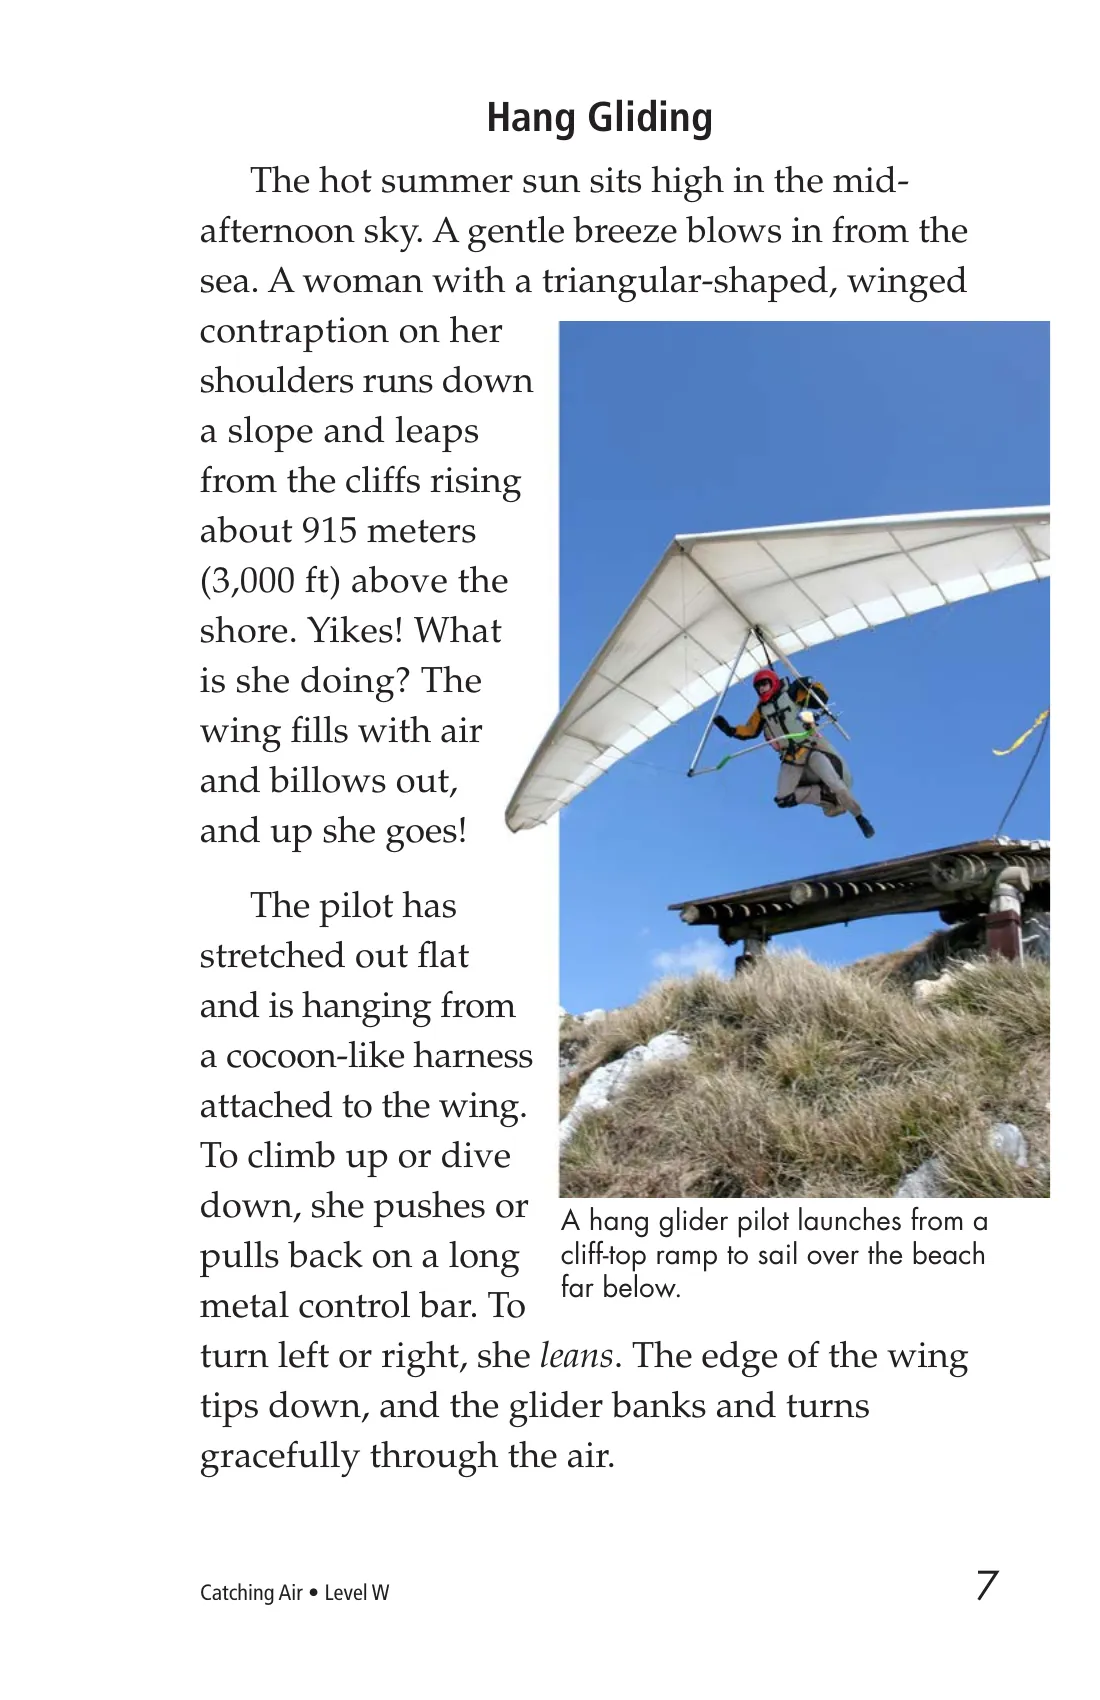 Hang Gliding
The hot summer sun sits high in the mid-
afternoon sky. A gentle breeze blows in from the
sea. A woman with a triangular-shaped, winged
contraption on her
shoulders runs down
a slope and leaps
from the cliffs rising
about 915 meters
(3,000 ft) above the
shore. Yikes! What
is she doing? The
wing fills with air
and billows out,
and up she goes!
The pilot has
stretched out flat
and is hanging from
a cocoon-like harness
attached to the wing.
To climb up or dive
down, she pushes or
pulls back on a long
metal control bar. To
turn left or right, she leans. The edge of the wing
tips down, and the glider banks and turns
gracefully through the air.
A hang glider pilot launches from a
cliff-top ramp to sail over the beach
far below.
Catching Air • Level W
7